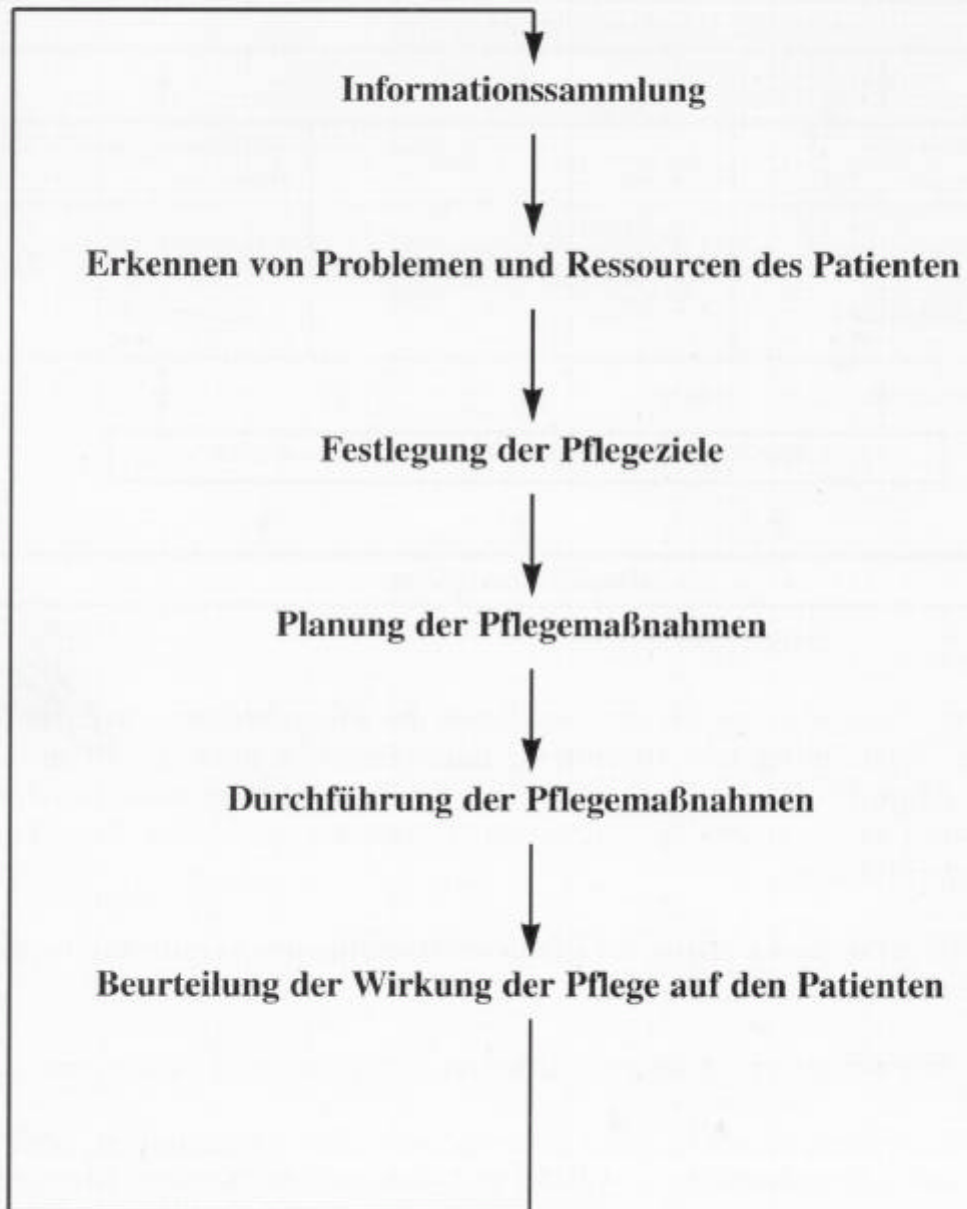 Informationssammlung
Erkennen von Problemen und Ressourcen des Patienten
Festlegung der Pflegeziele
Planung der Pflegemaßnahmen
Durchführung der Pflegemaßnahmen
Beurteilung der Wirkung der Pflege auf den Patienten